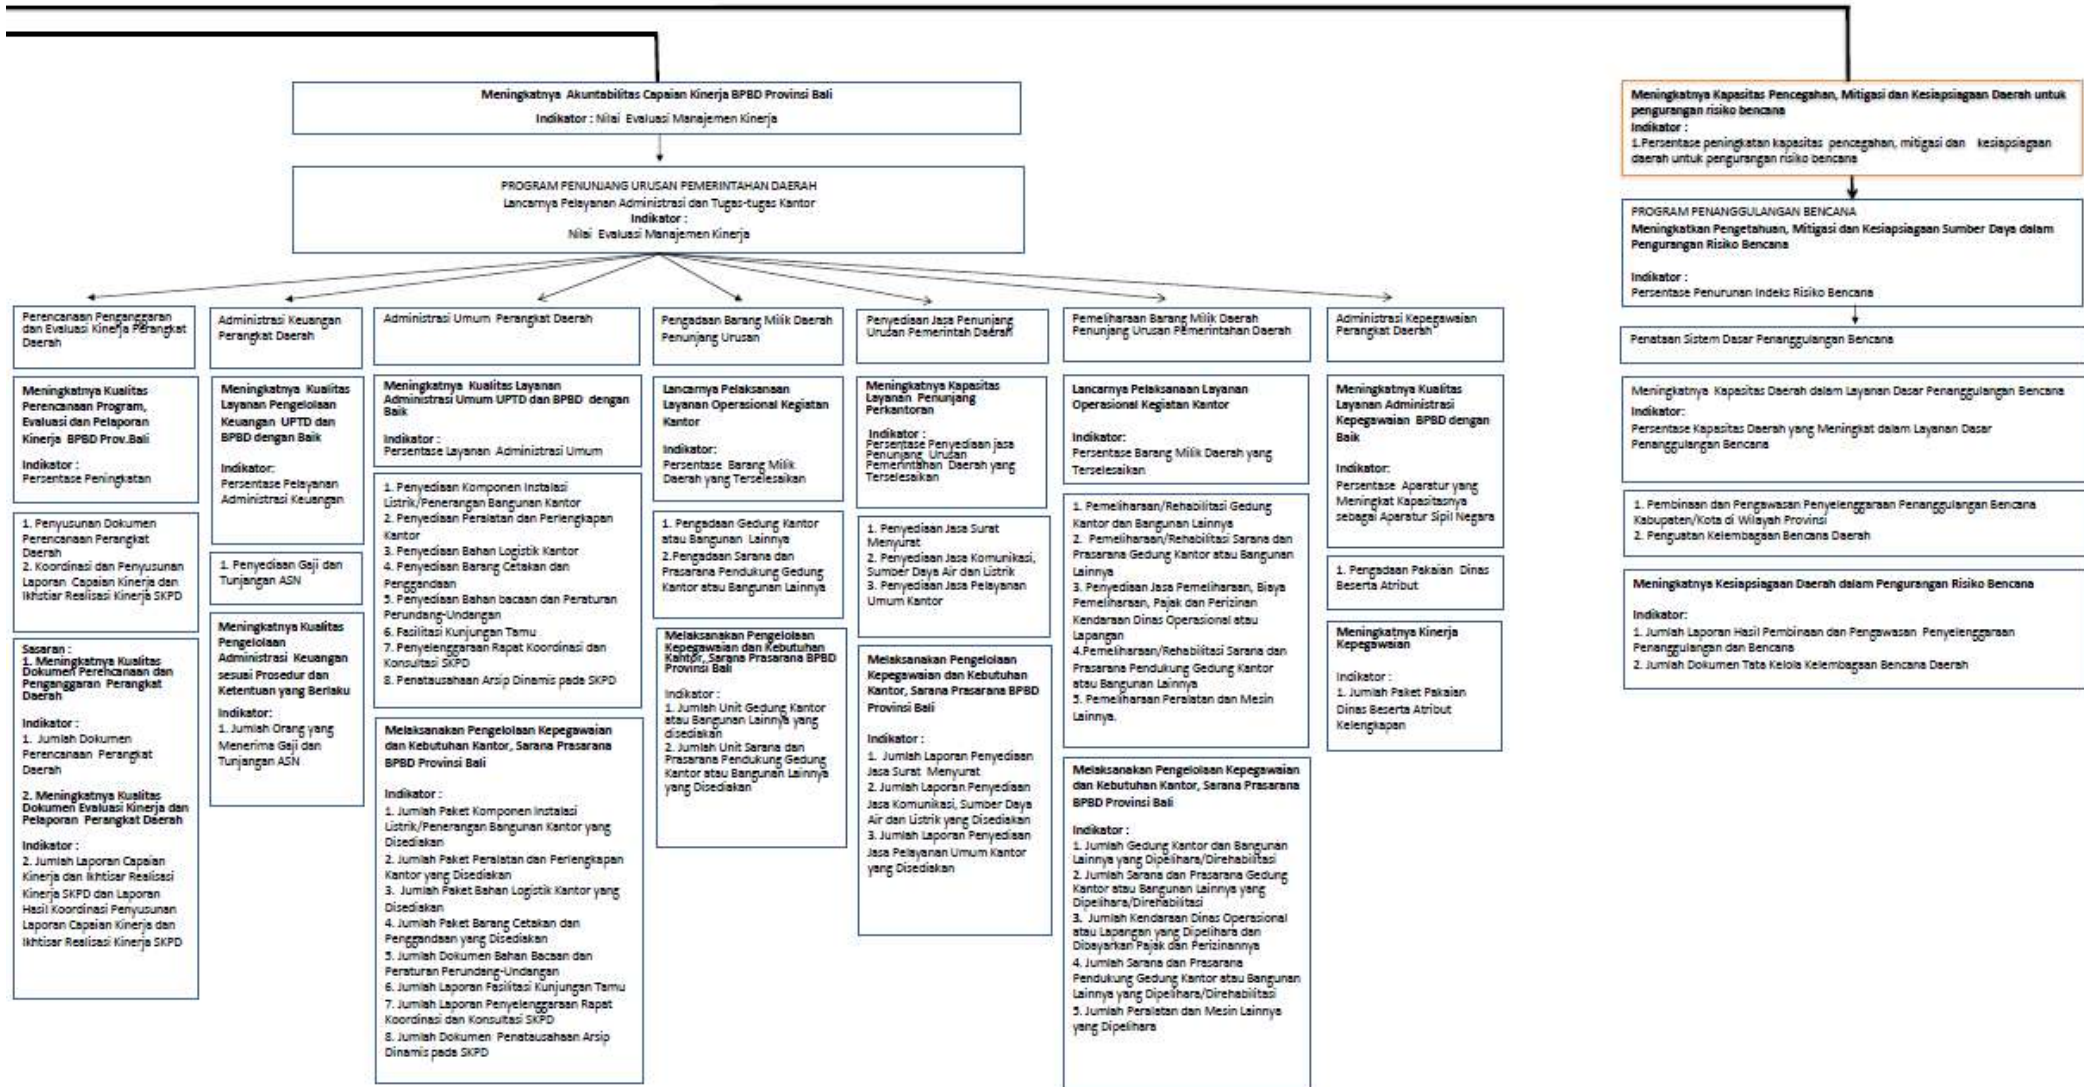 Meningkatnya Akuntabilitas Capaian Kinerja BPBD Provinsi Bali
Indikator : Nilai Evaluasi Manajemen Kinerja
PROGRAM PENUNJANG URUSAN PEMERINTAHAN DAERAH
Lancarnya Pelayanan Administrasi dan Tugas-tugas Kantor
Indikator :
Nilai Evaluasi Manajemen Kinerja
Perencanaan Penganggaran
dan Evaluasi Kinerja Perangkat
Daerah
Meningkatnya Kualitas
Perencanaan Program,
Evaluasi dan Pelaporan
Kinerja BPBD Prov.Bali
Indikator :
Persentase Peningkatan
1. Penyusunan Dokumen
Perencanaan Perangkat
Daerah
2. Koordinasi dan Penyusunan
Laporan Capaian Kinerja dan
Ikhstiar Realisasi Kinerja SKPD
Sasaran :
1. Meningkatnya Kualitas
Dokumen Perencanaan dan
Penganggaran Perangkat
Daerah
Indikator :
1. Jumlah Dokumen
Perencanaan Perangkat
Daerah
2. Meningkatnya Kualitas
Dokumen Evaluasi Kinerja dan
Pelaporan Perangkat Daerah
Indikator :
2. Jumlah Laporan Capaian
Kinerja dan Ikhtisar Realisasi
Kinerja SKPD dan Laporan
Hasil Koordinasi Penyusunan
Laporan Capaian Kinerja dan
Ikhtisar Realisasi Kinerja SKPD
Administrasi Keuangan
Perangkat Daerah
Meningkatnya Kualitas
Layanan Pengelolaan
Keuangan UPTD dan
BPBD dengan Baik
Indikator:
Persentase Pelayanan
Administrasi Keuangan
1. Penyediaan Gaji dan
Tunjangan ASN
Meningkatnya Kualitas
Pengelolaan
Administrasi Keuangan
sesuai Prosedur dan
Ketentuan yang Berlaku
Indikator:
1. Jumlah Orang yang
Menerima Gaji dan
Tunjangan ASN
Administrasi Umum Perangkat Daerah
Meningkatnya Kualitas Layanan
Administrasi Umum UPTD dan BPBD dengan
Baik
Indikator :
Persentase Layanan Administrasi Umum
1. Penyediaan Komponen Instalasi
Listrik/Penerangan Bangunan Kantor
2. Penyediaan Peralatan dan Perlengkapan
Kantor
3. Penyediaan Bahan Logistik Kantor
4. Penyediaan Barang Cetakan dan
Penggandaan
5. Penyediaan Bahan bacaan dan Peraturan
Perundang-Undangan
6. Fasilitasi Kunjungan Tamu
7. Penyelenggaraan Rapat Koordinasi dan
Konsultasi SKPD
8. Penatausahaan Arsip Dinamis pada SKPD
Melaksanakan Pengelolaan Kepegawaian
dan Kebutuhan Kantor, Sarana Prasarana
BPBD Provinsi Bali
Indikator :
1. Jumlah Paket Komponen Instalasi
Listrik/Penerangan Bangunan Kantor yang
Disediakan
2. Jumlah Paket Peralatan dan Perlengkapan
Kantor yang Disediakan
3. Jumlah Paket Bahan Logistik Kantor yang
Disediakan
4. Jumlah Paket Barang Cetakan dan
Penggandaan yang Disediakan
5. Jumlah Dokumen Bahan Bacaan dan
Peraturan Perundang-Undangan
6. Jumlah Laporan Fasilitasi Kunjungan Tamu
7. Jumlah Laporan Penyelenggaraan Rapat
Koordinasi dan Konsultasi SKPD
8. Jumlah Dokumen Penatausahaan Arsip
Dinamis pada SKPD
Pengadaan Barang Milik Daerah
Penunjang Urusan
Lancarnya Pelaksanaan
Layanan Operasional Kegiatan
Kantor
Indikator:
Persentase Barang Milik
Daerah yang Terselesaikan
1. Pengadaan Gedung Kantor
atau Bangunan Lainnya
2.Pengadaan Sarana dan
Prasarana Pendukung Gedung
Kantor atau Bangunan Lainnya
Melaksanakan Pengelolaan
Kepegawaian dan Kebutuhan
Kantor, Sarana Prasarana BPBD
Provinsi Bali
Indikator :
1. Jumlah Unit Gedung Kantor
atau Bangunan Lainnya yang
disediakan
2. Jumlah Unit Sarana dan
Prasarana Pendukung Gedung
Kantor atau Bangunan Lainnya
yang Disediakan
Penyediaan Jasa Penunjang
Urusan Pemerintah Daerah
Meningkatnya Kapasitas
Layanan Penunjang
Perkantoran
Indikator :
Persentase Penyediaan jasa
Penunjang Urusan
Pemerintahan Daerah yang
Terselesaikan
1. Penyediaan Jasa Surat
Menyurat
2. Penyediaan Jasa Komunikasi,
Sumber Daya Air dan Listrik
3. Penyediaan Jasa Pelayanan
Umum Kantor
Melaksanakan Pengelolaan
Kepegawaian dan Kebutuhan
Kantor, Sarana Prasarana BPBD
Provinsi Bali
Indikator :
1. Jumlah Laporan Penyediaan
Jasa Surat Menyurat
2. Jumlah Laporan Penyediaan
Jasa Komunikasi, Sumber Daya
Air dan Listrik yang Disediakan
3. Jumlah Laporan Penyediaan
Jasa Pelayanan Umum Kantor
yang Disediakan
Pemeliharaan Barang Milik Daerah
Penunjang Urusan Pemerintahan Daerah
Lancarnya Pelaksanaan Layanan
Operasional Kegiatan Kantor
Indikator:
Persentase Barang Milik Daerah yang
Terselesaikan
1. Pemeliharaan/Rehabilitasi Gedung
Kantor dan Bangunan Lainnya
2. Pemeliharaan/Rehabilitasi Sarana dan
Prasarana Gedung Kantor atau Bangunan
Lainnya
3. Penyediaan Jasa Pemeliharaan, Biaya
Pemeliharaan, Pajak dan Perizinan
Kendaraan Dinas Operasional atau
Lapangan
4.Pemeliharaan/Rehabilitasi Sarana dan
Prasarana Pendukung Gedung Kantor
atau Bangunan Lainnya
5. Pemeliharaan Peralatan dan Mesin
Lainnya.
Melaksanakan Pengelolaan Kepegawaian
dan Kebutuhan Kantor, Sarana Prasarana
BPBD Provinsi Bali
Indikator :
1. Jumlah Gedung Kantor dan Bangunan
Lainnya yang Dipelihara/Direhabilitasi
2. Jumlah Sarana dan Prasarana Gedung
Kantor atau Bangunan Lainnya yang
Dipelihara/Direhabilitasi
3. Jumlah Kendaraan Dinas Operasional
atau Lapangan yang Dipelihara dan
Dibayarkan Pajak dan Perizinannya
4. Jumlah Sarana dan Prasarana
Pendukung Gedung Kantor atau Bangunan
Lainnya yang Dipelihara/Direhabilitasi
5. Jumlah Peralatan dan Mesin Lainnya
yang Dipelihara
Administrasi Kepegawaian
Perangkat Daerah
Meningkatnya Kualitas
Layanan Administrasi
Kepegawaian BPBD dengan
Baik
Indikator:
Persentase Aparatur yang
Meningkat Kapasitasnya
sebagai Aparatur Sipil Negara
1. Pengadaan Pakaian Dinas
Beserta Atribut
Meningkatnya Kinerja
Kepegawaian
Indikator :
1. Jumlah Paket Pakaian
Dinas Beserta Atribut
Kelengkapan
Meningkatnya Kapasitas Pencegahan, Mitigasi dan Kesiapsiagaan Daerah untuk
pengurangan risiko bencana
Indikator :
1.Persentase peningkatan kapasitas pencegahan, mitigasi dan kesiapsiagaan
daerah untuk pengurangan risiko bencana
PROGRAM PENANGGULANGAN BENCANA
Meningkatkan Pengetahuan, Mitigasi dan Kesiapsiagaan Sumber Daya dalam
Pengurangan Risiko Bencana
Indikator :
Persentase Penurunan Indeks Risiko Bencana
Penataan Sistem Dasar Penanggulangan Bencana
Meningkatnya Kapasitas Daerah dalam Layanan Dasar Penanggulangan Bencana
Indikator:
Persentase Kapasitas Daerah yang Meningkat dalam Layanan Dasar
Penanggulangan Bencana
1. Pembinaan dan Pengawasan Penyelenggaraan Penanggulangan Bencana
Kabupaten/Kota di Wilayah Provinsi
2. Penguatan Kelembagaan Bencana Daerah
Meningkatnya Kesiapsiagaan Daerah dalam Pengurangan Risiko Bencana
Indikator:
1. Jumlah Laporan Hasil Pembinaan dan Pengawasan Penyelenggaraan
Penanggulangan dan Bencana
2. Jumlah Dokumen Tata Kelola Kelembagaan Bencana Daerah